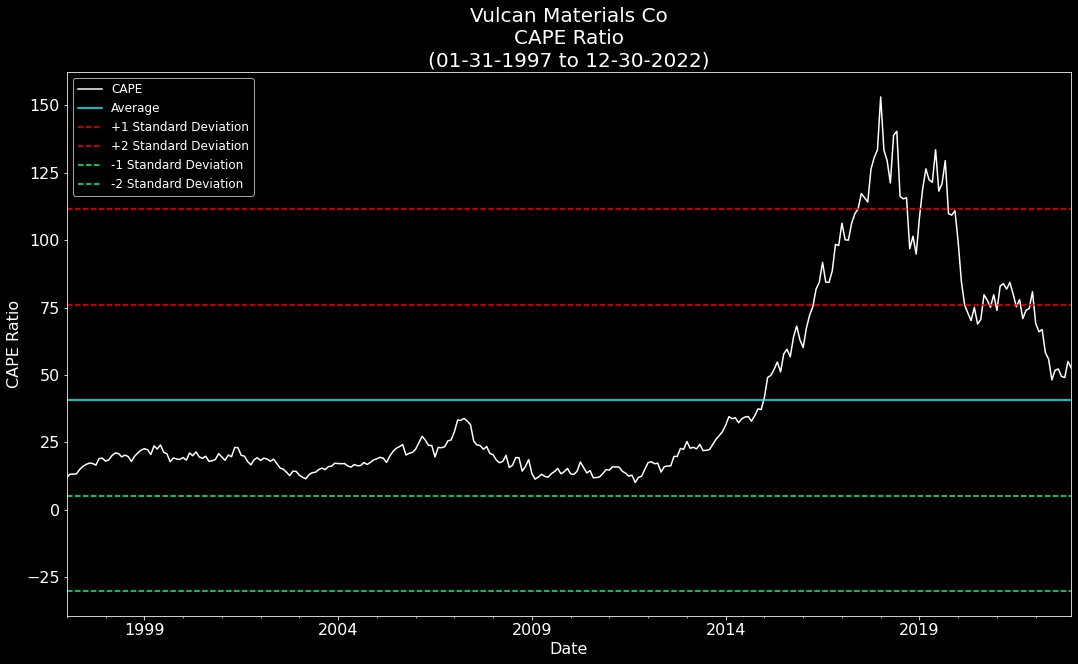 Vulcan Materials Co
CAPE Ratio
(01-31-1997 to 12-30-2022)
CAPE
Average
+1 Standard Deviation
+2 Standard Deviation
-1 Standard Deviation
-2 Standard Deviation
150
125
100
75
50
25
0
−25
CAPE Ratio
1999 2004 2009 2014 2019
Date